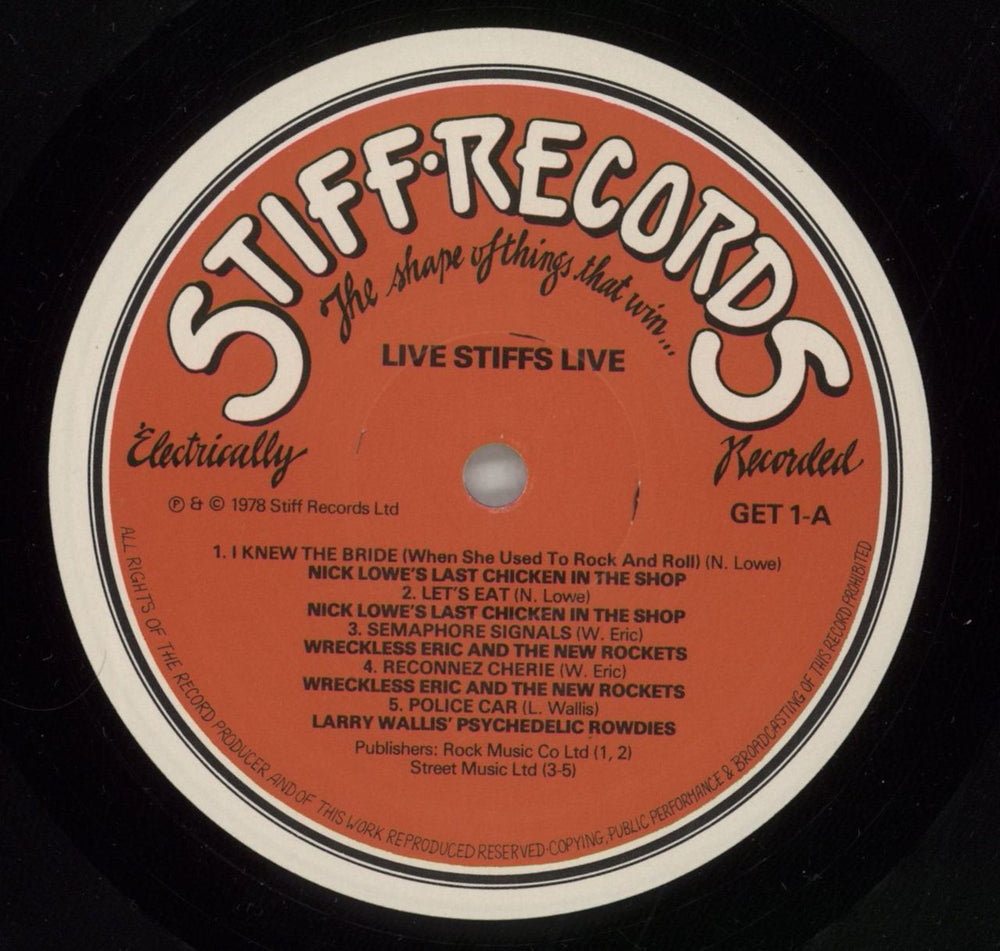 STIFF·RECORDS
The shape of things that win...
LIVE STIFFS LIVE
Electrically
Recorded
℗ & © 1978 Stiff Records Ltd
GET 1-A
1. I KNEW THE BRIDE (When She Used To Rock And Roll) (N. Lowe)
NICK LOWE'S LAST CHICKEN IN THE SHOP
2. LET'S EAT (N. Lowe)
NICK LOWE'S LAST CHICKEN IN THE SHOP
3. SEMAPHORE SIGNALS (W. Eric)
WRECKLESS ERIC AND THE NEW ROCKETS
4. RECONNEZ CHERIE (W. Eric)
WRECKLESS ERIC AND THE NEW ROCKETS
5. POLICE CAR (L. Wallis)
LARRY WALLIS' PSYCHEDELIC ROWDIES
Publishers: Rock Music Co Ltd (1, 2)
Street Music Ltd (3-5)
ALL RIGHTS OF THE RECORD PRODUCER AND OF THIS WORK REPRODUCED RESERVED·COPYING, PUBLIC PERFORMANCE & BROADCASTING OF THIS RECORD PROHIBITED